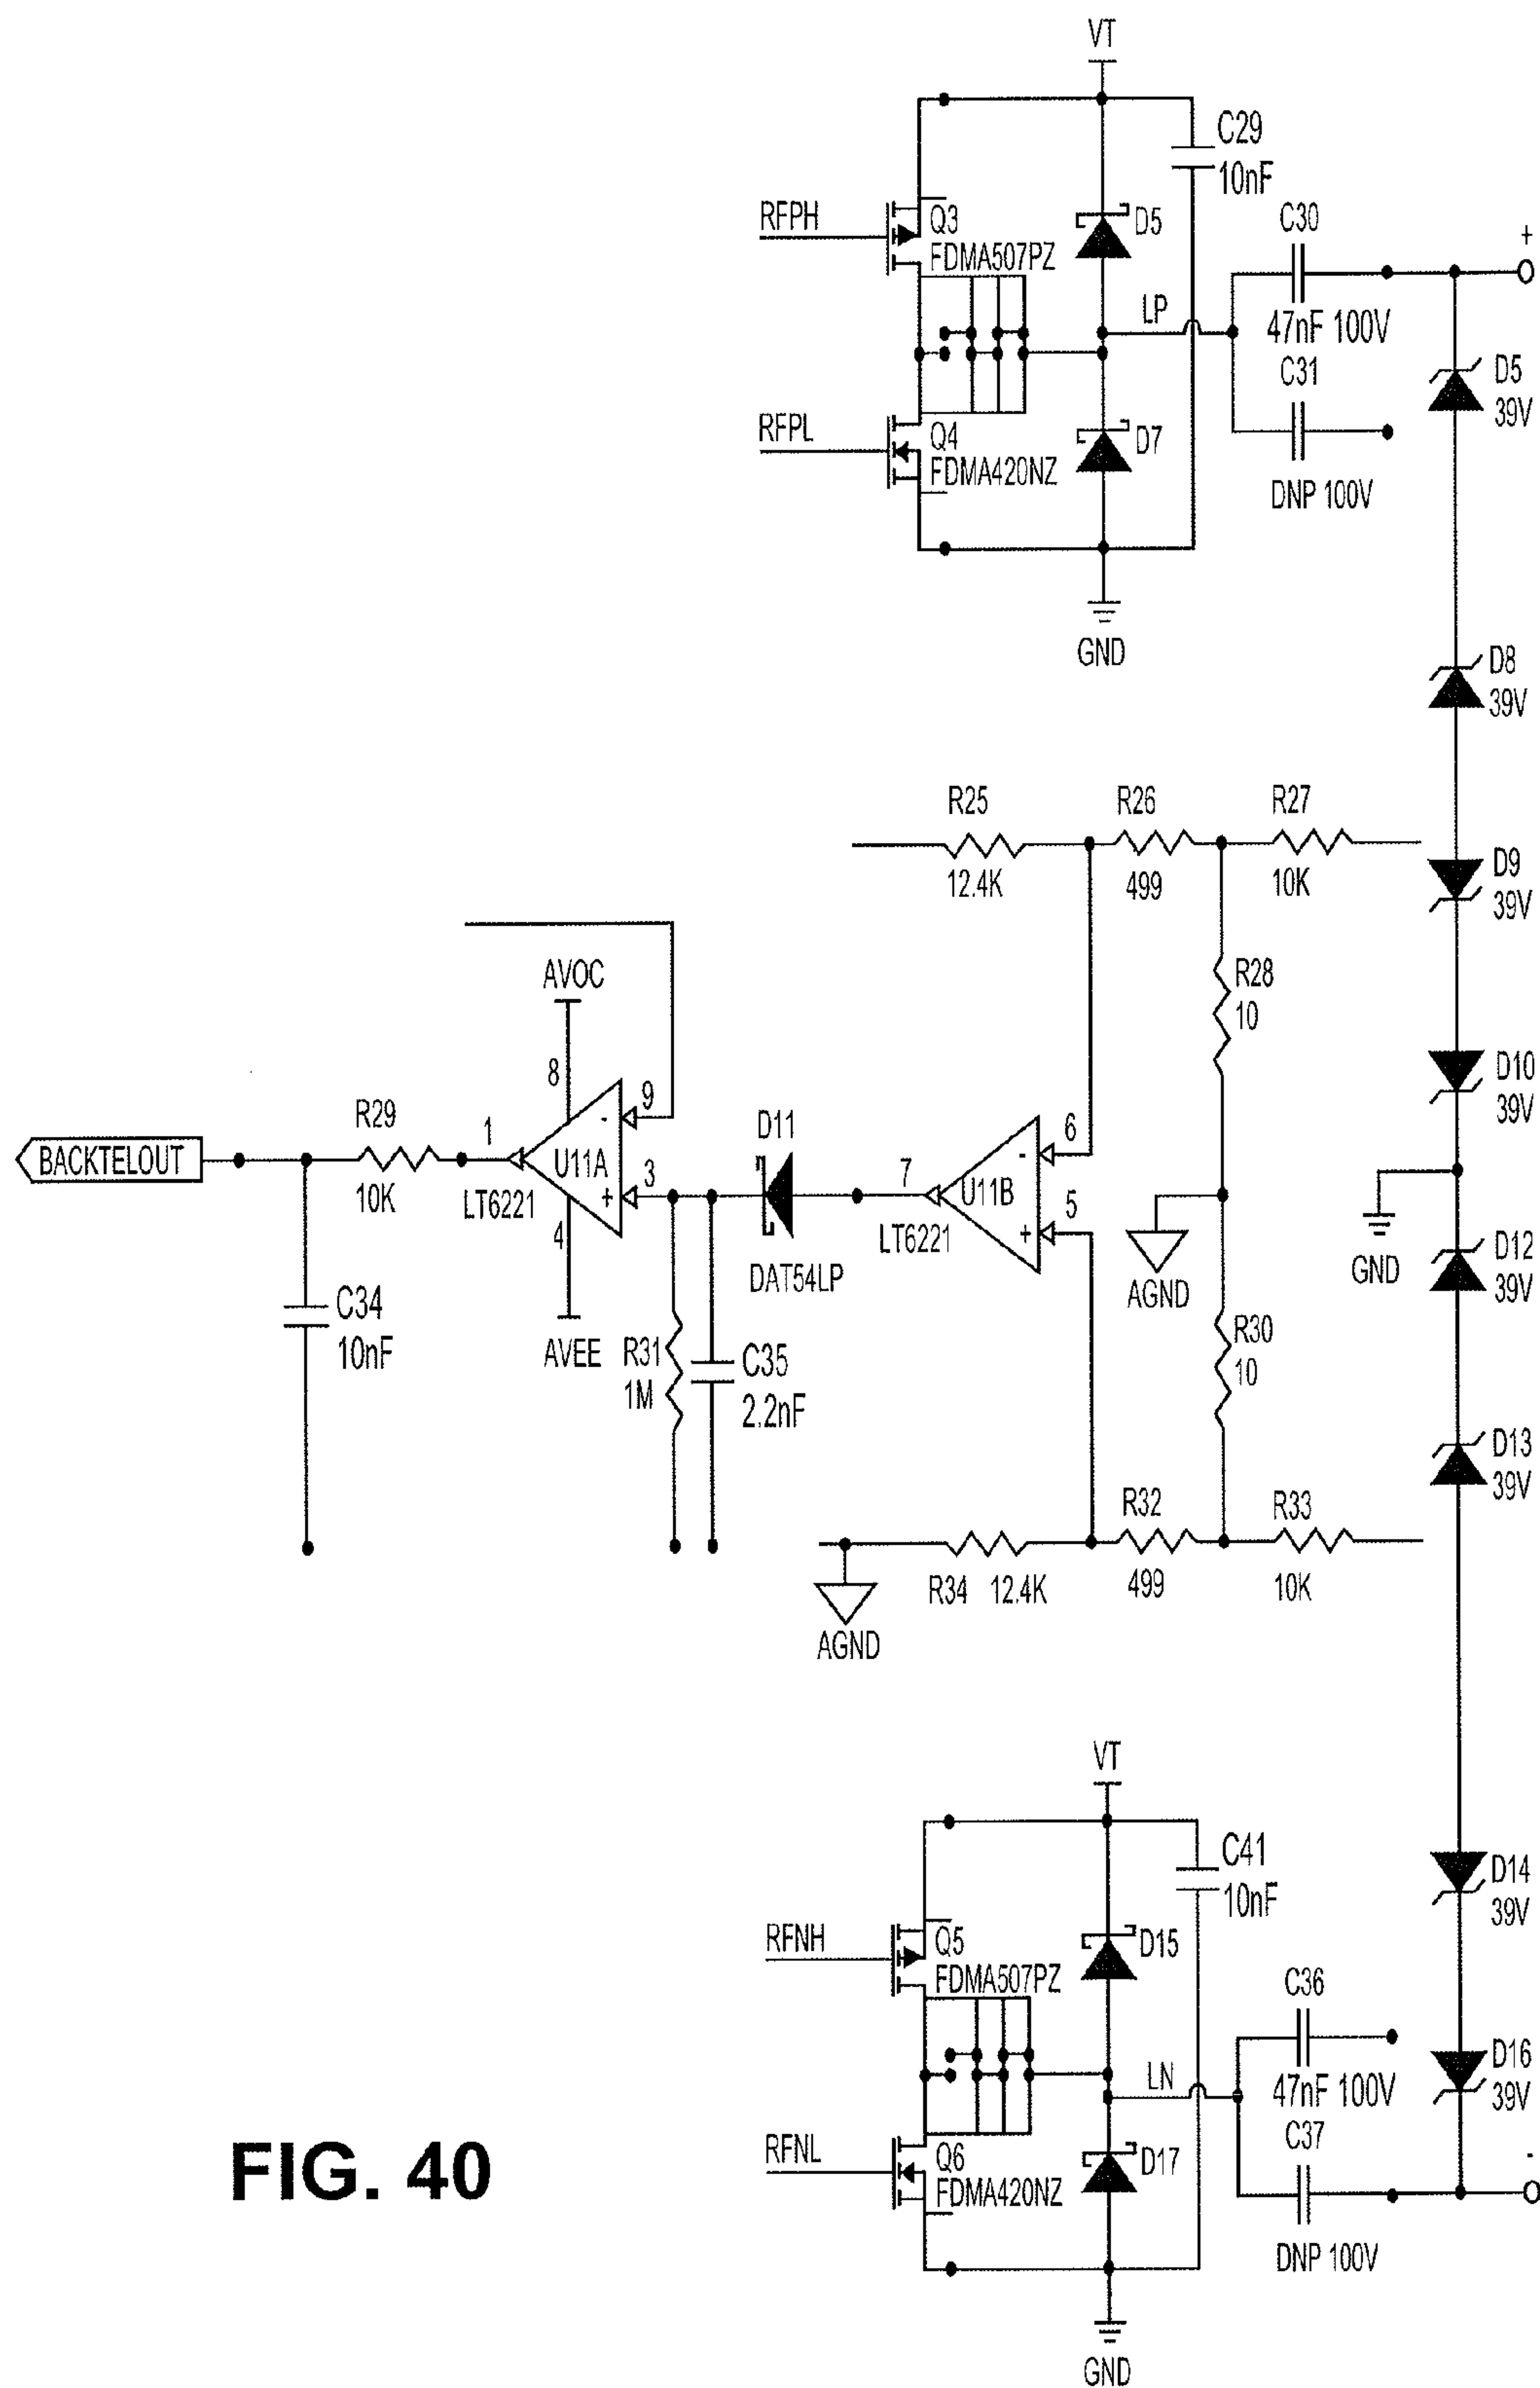 VT
C29
10nF
RFPH
Q3
FDMA507PZ
D5
C30
+
LP
47nF 100V
C31
D5
39V
RFPL
Q4
FDMA420NZ
D7
DNP 100V
GND
D8
39V
R25
12.4K
R26
499
R27
10K
D9
39V
AVOC
R28
10
8
9
-
U11A
3
+
1
LT6221
4
AVEE
BACKTELOUT
R29
10K
D11
DAT54LP
7
6
-
U11B
5
+
LT6221
D10
39V
AGND
GND
D12
39V
C34
10nF
R31
1M
C35
2.2nF
R30
10
D13
39V
R34
12.4K
R32
499
R33
10K
AGND
VT
C41
10nF
D14
39V
RFNH
Q5
FDMA507PZ
D15
C36
47nF 100V
LN
D16
39V
C37
RFNL
Q6
FDMA420NZ
D17
-
DNP 100V
GND
FIG. 40